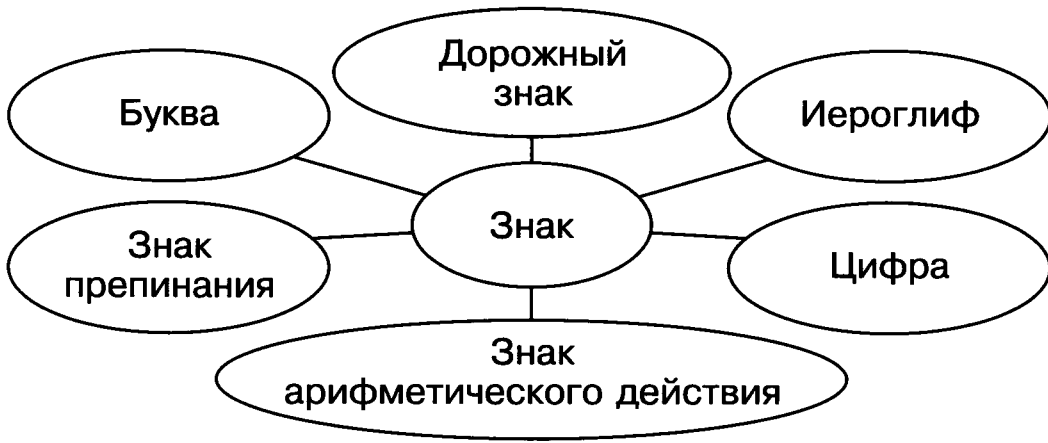 Дорожный
знак
Буква
Иероглиф
Знак
Знак
препинания
Цифра
Знак
арифметического действия